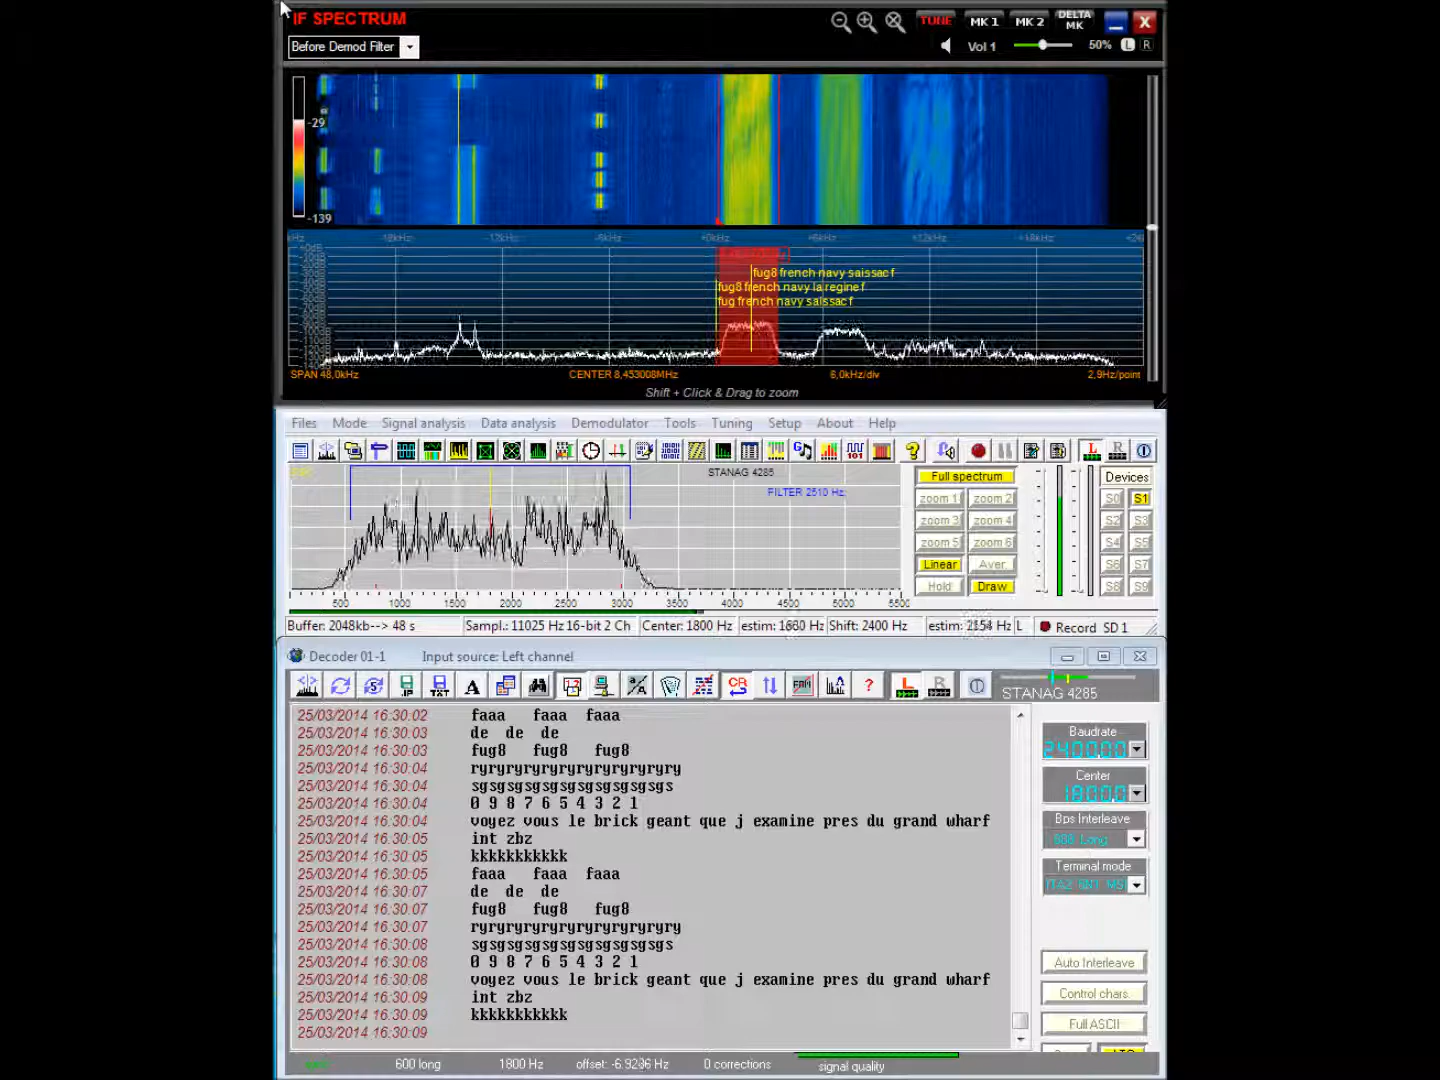 IF SPECTRUM
TUNE MK 1 MK 2 DELTA MK
Before Demod Filter
Vol 1 50% L R
-29
-139
fug8 french navy saissac f
fug8 french navy la regine f
fug french navy saissac f
SPAN 48,0kHz CENTER 8,453008MHz 6,0kHz/div 2,9Hz/point
Shift + Click & Drag to zoom
Files Mode Signal analysis Data analysis Demodulator Tools Tuning Setup About Help
STANAG 4285
FILTER 2510 Hz
Full spectrum
Devices
zoom 1 zoom 2 S0 S1
zoom 3 zoom 4 S2 S3
zoom 5 zoom 6 S4 S5
Linear Aver. S6 S7
Hold Draw S8 S9
500 1000 1500 2000 2500 3000 4000 4500 5000
Buffer: 2048kb--> 48 s Sampl.: 11025 Hz 16-bit 2 Ch Center: 1800 Hz Shift: 2400 Hz L Record SD 1
Decoder 01-1 Input source: Left channel
STANAG 4285
25/03/2014 16:30:02 faaa faaa faaa
25/03/2014 16:30:03 de de de
25/03/2014 16:30:03 fug8 fug8 fug8
25/03/2014 16:30:04 ryryryryryryryryryryryry
25/03/2014 16:30:04 sgsgsgsgsgsgsgsgsgsgsgs
25/03/2014 16:30:04 0 9 8 7 6 5 4 3 2 1
25/03/2014 16:30:04 voyez vous le brick geant que j examine pres du grand wharf
25/03/2014 16:30:05 int zbz
25/03/2014 16:30:05 kkkkkkkkkkk
25/03/2014 16:30:05 faaa faaa faaa
25/03/2014 16:30:07 de de de
25/03/2014 16:30:07 fug8 fug8 fug8
25/03/2014 16:30:07 ryryryryryryryryryryryry
25/03/2014 16:30:08 sgsgsgsgsgsgsgsgsgsgsgs
25/03/2014 16:30:08 0 9 8 7 6 5 4 3 2 1
25/03/2014 16:30:08 voyez vous le brick geant que j examine pres du grand wharf
25/03/2014 16:30:09 int zbz
25/03/2014 16:30:09 kkkkkkkkkkk
25/03/2014 16:30:09
Baudrate
2400,00
Center
1800,0
Bps Interleave
Long
Terminal mode
Auto Interleave
Control chars.
Full ASCII
600 long 1800 Hz 0 corrections signal quality